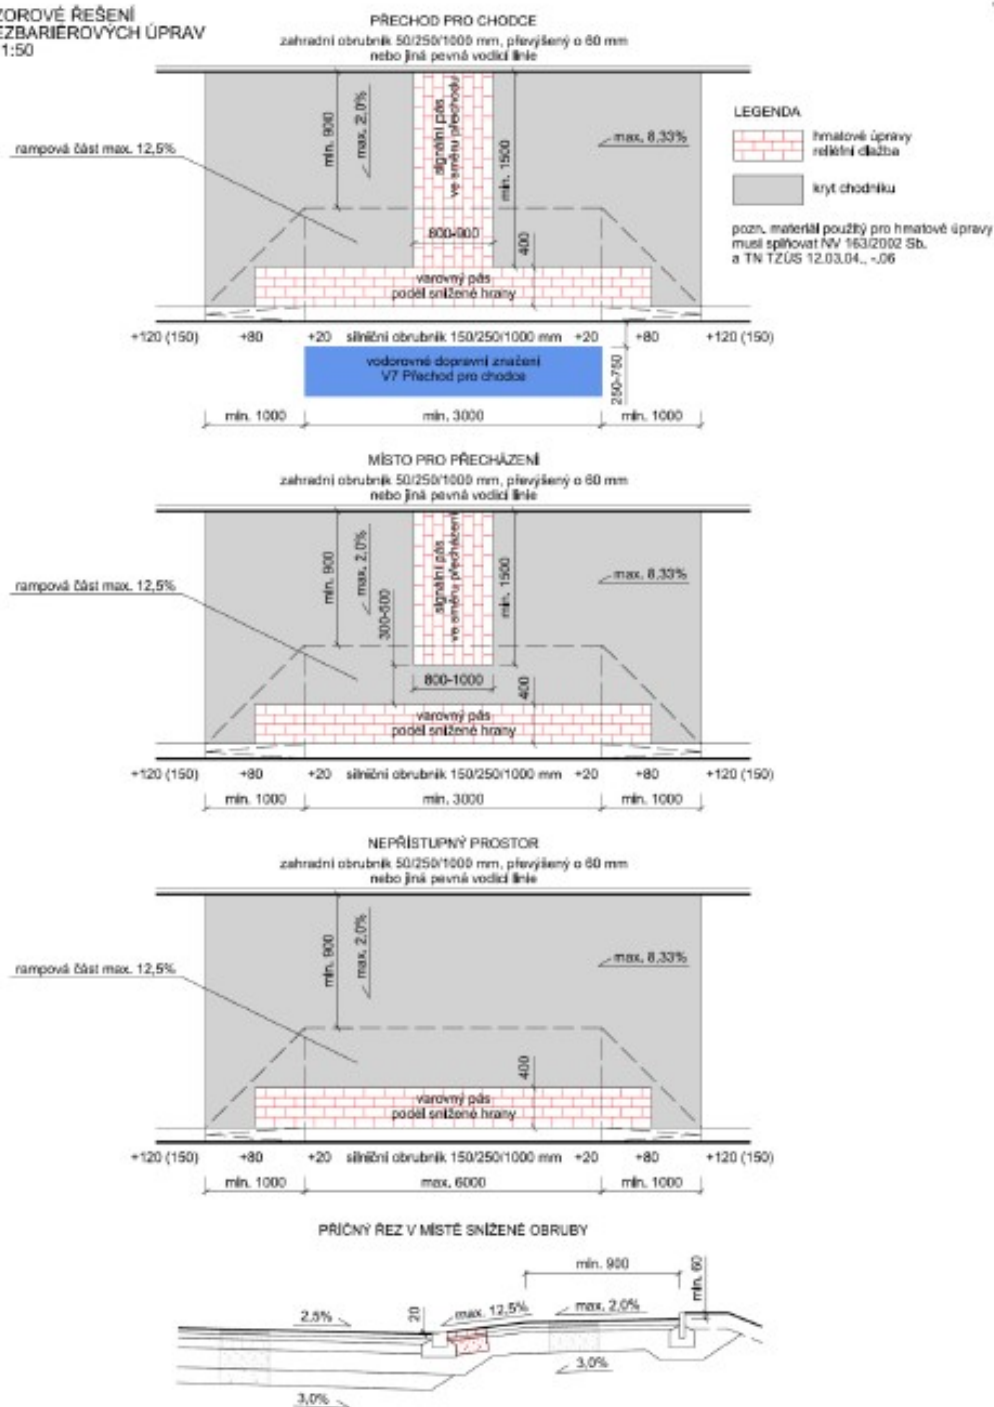 ZOROVÉ ŘEŠENÍ
EZBARIÉROVÝCH ÚPRAV
1:50
PŘECHOD PRO CHODCE
zahradní obrubník 50/250/1000 mm, převýšený o 60 mm
nebo jiná pevná vodící linie
rampová část max. 12,5%
min. 900
max. 2,0%
signální pás
ve směru přechodu
min. 1500
max. 8,33%
800-900
400
varovný pás
podél snížené hrany
+120 (150) +80 +20 silniční obrubník 150/250/1000 mm +20 +80 +120 (150)
vodorovné dopravní značení
V7 Přechod pro chodce
250-750
min. 1000 min. 3000 min. 1000
LEGENDA
hmatové úpravy
reliéfní dlažba
kryt chodníku
pozn. materiál použitý pro hmatové úpravy
musí splňovat NV 163/2002 Sb.
a TN TZÚS 12.03.04., -.06
MÍSTO PRO PŘECHÁZENÍ
zahradní obrubník 50/250/1000 mm, převýšený o 60 mm
nebo jiná pevná vodící linie
rampová část max. 12,5%
min. 900
max. 2,0%
300-500
signální pás
ve směru přecházení
min. 1500
max. 8,33%
800-1000
400
varovný pás
podél snížené hrany
+120 (150) +80 +20 silniční obrubník 150/250/1000 mm +20 +80 +120 (150)
min. 1000 min. 3000 min. 1000
NEPŘÍSTUPNÝ PROSTOR
zahradní obrubník 50/250/1000 mm, převýšený o 60 mm
nebo jiná pevná vodící linie
rampová část max. 12,5%
min. 900
max. 2,0%
max. 8,33%
400
varovný pás
podél snížené hrany
+120 (150) +80 +20 silniční obrubník 150/250/1000 mm +20 +80 +120 (150)
min. 1000 max. 6000 min. 1000
PŘÍČNÝ ŘEZ V MÍSTĚ SNÍŽENÉ OBRUBY
min. 900
min. 60
2,5%
20
max. 12,5%
max. 2,0%
3,0%
3,0%